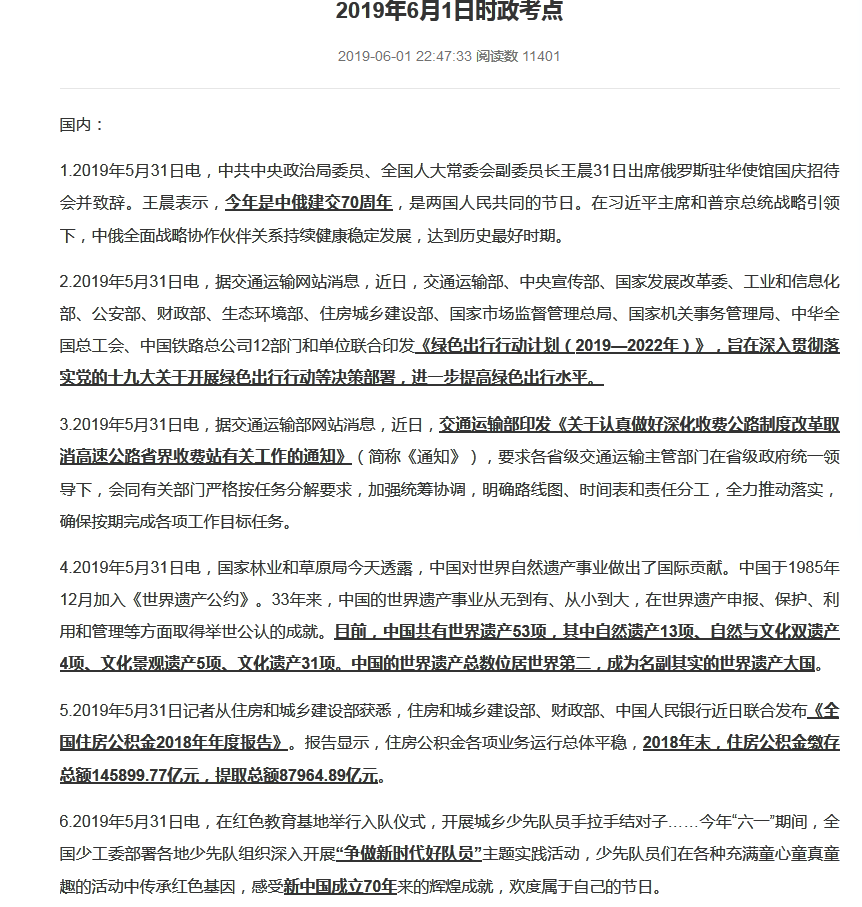 2019年6月1日时政考点
2019-06-01 22:47:33 阅读数 11401
国内：
1.2019年5月31日电，中共中央政治局委员、全国人大常委会副委员长王晨31日出席俄罗斯驻华使馆国庆招待
会并致辞。王晨表示，今年是中俄建交70周年，是两国人民共同的节日。在习近平主席和普京总统战略引领
下，中俄全面战略协作伙伴关系持续健康稳定发展，达到历史最好时期。
2.2019年5月31日电，据交通运输网站消息，近日，交通运输部、中央宣传部、国家发展改革委、工业和信息化
部、公安部、财政部、生态环境部、住房城乡建设部、国家市场监督管理总局、国家机关事务管理局、中华全
国总工会、中国铁路总公司12部门和单位联合印发《绿色出行行动计划（2019—2022年）》，旨在深入贯彻落
实党的十九大关于开展绿色出行行动等决策部署，进一步提高绿色出行水平。
3.2019年5月31日电，据交通运输部网站消息，近日，交通运输部印发《关于认真做好深化收费公路制度改革取
消高速公路省界收费站有关工作的通知》（简称《通知》），要求各省级交通运输主管部门在省级政府统一领
导下，会同有关部门严格按任务分解要求，加强统筹协调，明确路线图、时间表和责任分工，全力推动落实，
确保按期完成各项工作目标任务。
4.2019年5月31日电，国家林业和草原局今天透露，中国对世界自然遗产事业做出了国际贡献。中国于1985年
12月加入《世界遗产公约》。33年来，中国的世界遗产事业从无到有、从小到大，在世界遗产申报、保护、利
用和管理等方面取得举世公认的成就。目前，中国共有世界遗产53项，其中自然遗产13项、自然与文化双遗产
4项、文化景观遗产5项、文化遗产31项。中国的世界遗产总数位居世界第二，成为名副其实的世界遗产大国。
5.2019年5月31日记者从住房和城乡建设部获悉，住房和城乡建设部、财政部、中国人民银行近日联合发布《全
国住房公积金2018年年度报告》。报告显示，住房公积金各项业务运行总体平稳，2018年末，住房公积金缴存
总额145899.77亿元，提取总额87964.89亿元。
6.2019年5月31日电，在红色教育基地举行入队仪式，开展城乡少先队员手拉手结对子……今年“六一”期间，全
国少工委部署各地少先队组织深入开展“争做新时代好队员”主题实践活动，少先队员们在各种充满童心童真童
趣的活动中传承红色基因，感受新中国成立70年来的辉煌成就，欢度属于自己的节日。